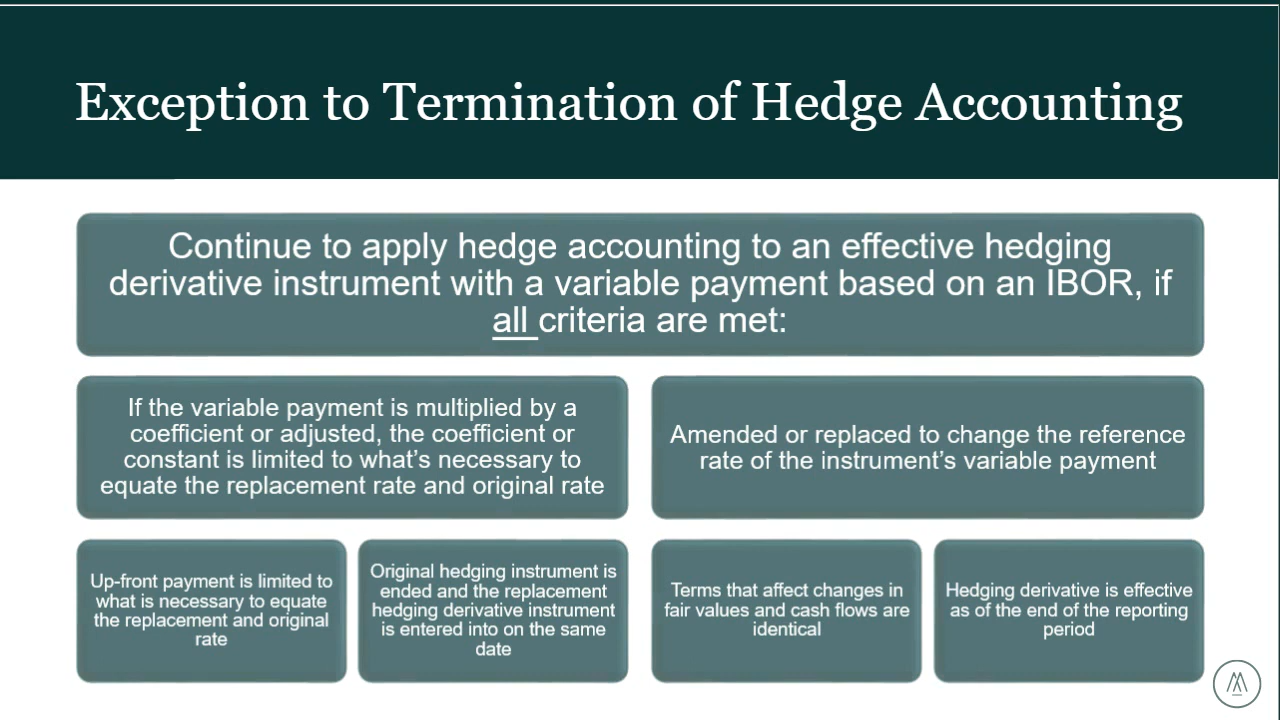 Exception to Termination of Hedge Accounting
Continue to apply hedge accounting to an effective hedging
derivative instrument with a variable payment based on an IBOR, if
all criteria are met:
If the variable payment is multiplied by a
coefficient or adjusted, the coefficient or
constant is limited to what's necessary to
equate the replacement rate and original rate
Amended or replaced to change the reference
rate of the instrument's variable payment
Up-front payment is limited to
what is necessary to equate
the replacement and original
rate
Original hedging instrument is
ended and the replacement
hedging derivative instrument
is entered into on the same
date
Terms that affect changes in
fair values and cash flows are
identical
Hedging derivative is effective
as of the end of the reporting
period